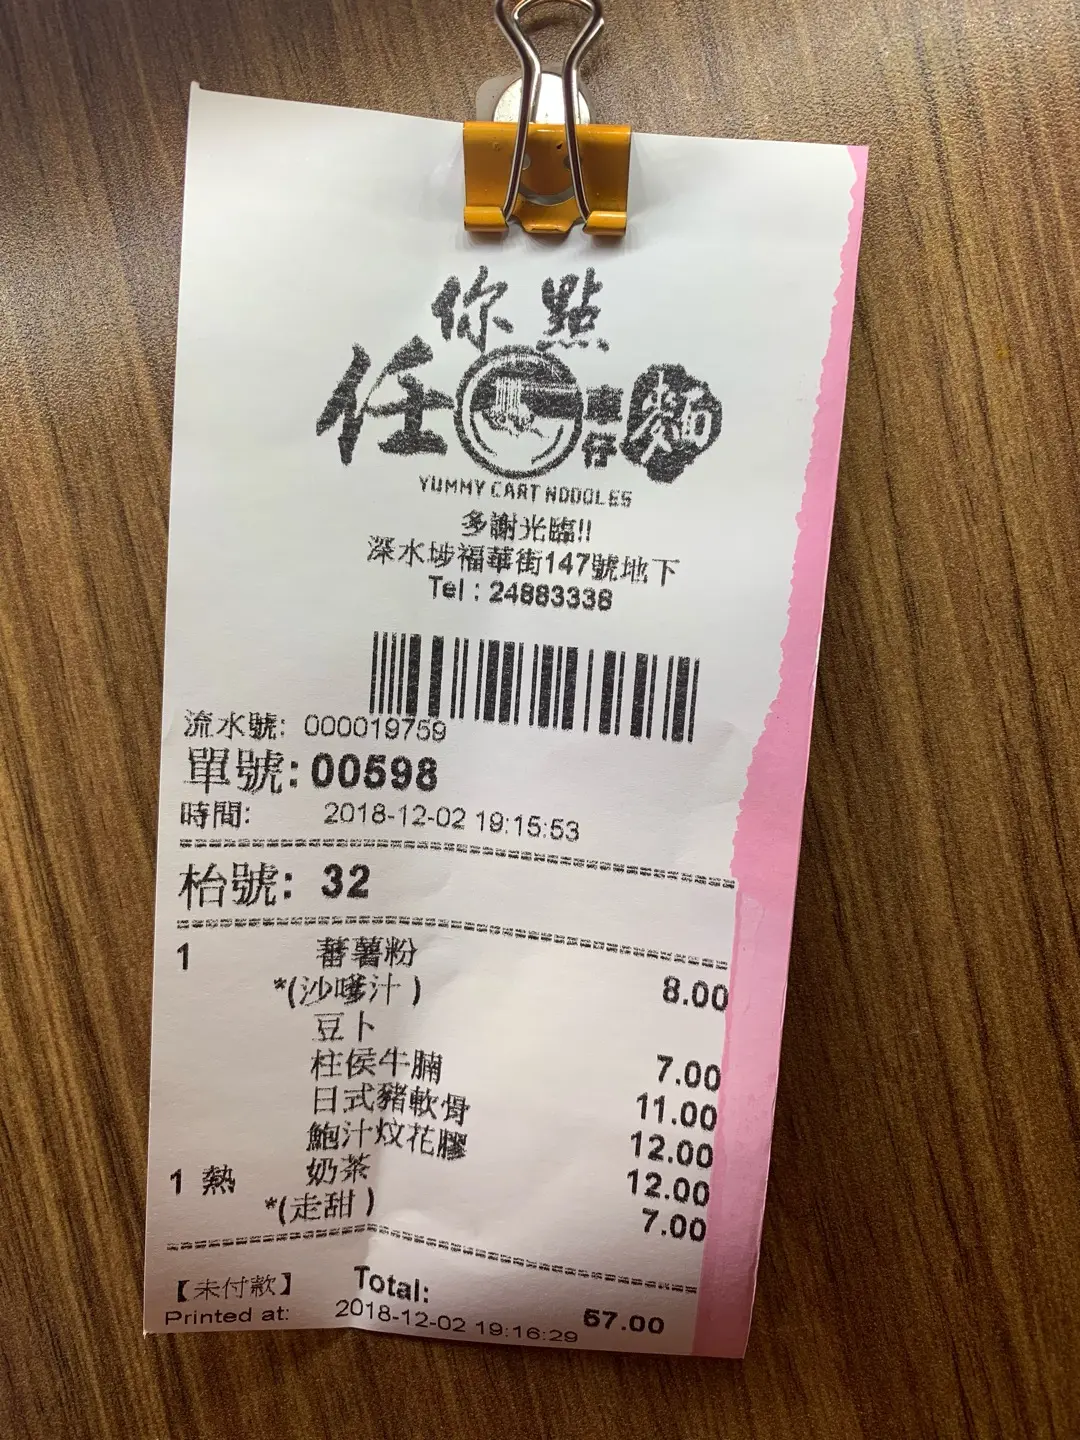 你點
任 車仔麵
YUMMY CART NOODLES
多謝光臨!!
深水埗福華街147號地下
Tel : 24883338
流水號: 000019759
單號: 00598
時間: 2018-12-02 19:15:53
枱號: 32
1 蕃薯粉
*(沙嗲汁 ) 8.00
豆卜 7.00
柱侯牛腩 11.00
日式豬軟骨 12.00
鮑汁炆花膠 12.00
1 熱 奶茶 7.00
*(走甜 )
【未付款】 Total: 57.00
Printed at: 2018-12-02 19:16:29